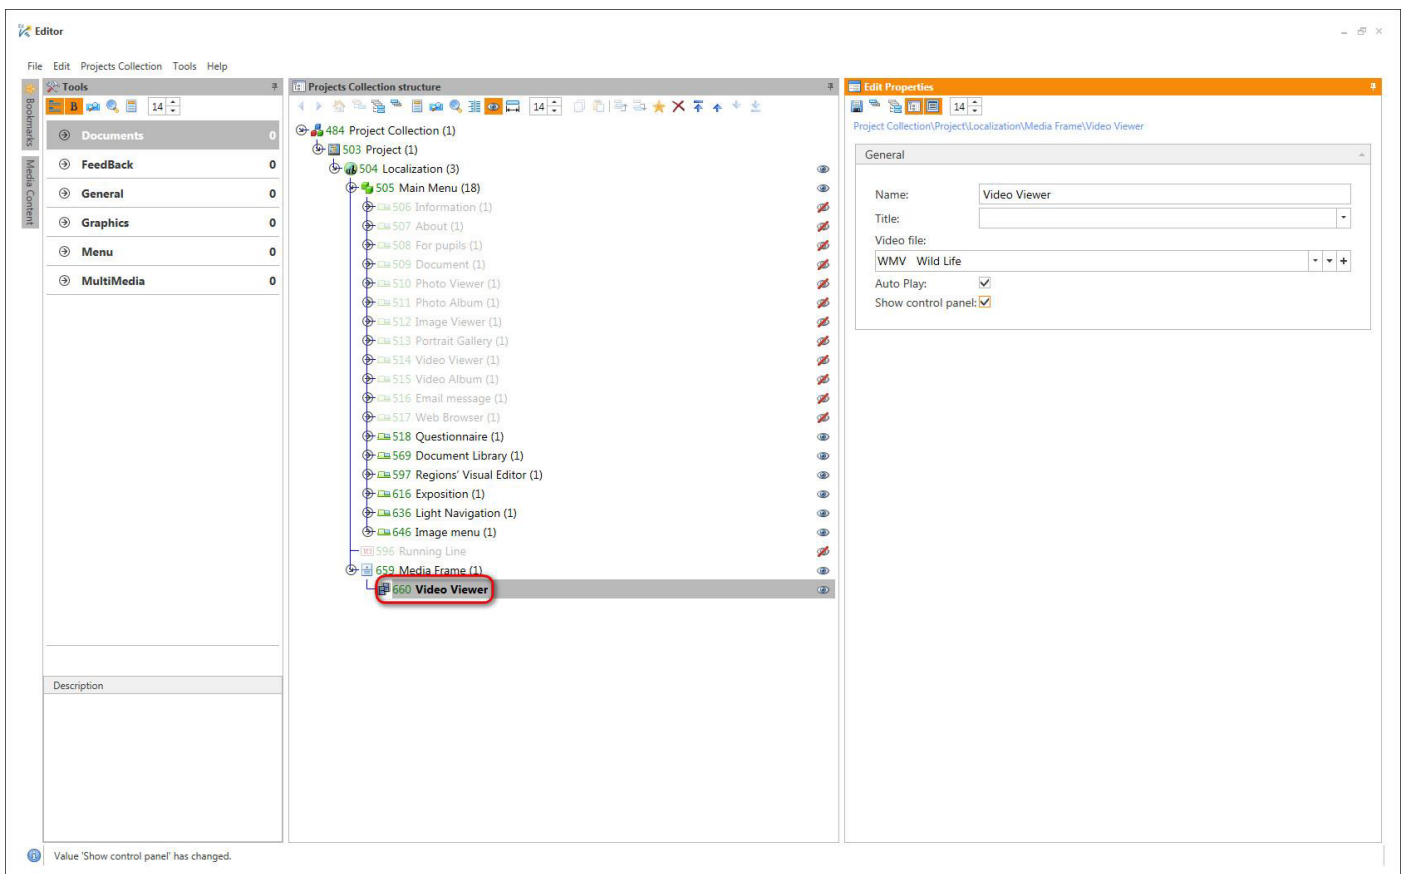 Editor
File Edit Projects Collection Tools Help
Bookmarks
Media Content
Tools
B 14
Documents 0
FeedBack 0
General 0
Graphics 0
Menu 0
MultiMedia 0
Description
Projects Collection structure
14
484 Project Collection (1)
503 Project (1)
504 Localization (3)
505 Main Menu (18)
506 Information (1)
507 About (1)
508 For pupils (1)
509 Document (1)
510 Photo Viewer (1)
511 Photo Album (1)
512 Image Viewer (1)
513 Portrait Gallery (1)
514 Video Viewer (1)
515 Video Album (1)
516 Email message (1)
517 Web Browser (1)
518 Questionnaire (1)
569 Document Library (1)
597 Regions' Visual Editor (1)
616 Exposition (1)
636 Light Navigation (1)
646 Image menu (1)
596 Running Line
659 Media Frame (1)
660 Video Viewer
Edit Properties
14
Project Collection\Project\Localization\Media Frame\Video Viewer
General
Name: Video Viewer
Title:
Video file:
WMV Wild Life
Auto Play:
Show control panel:
Value 'Show control panel' has changed.